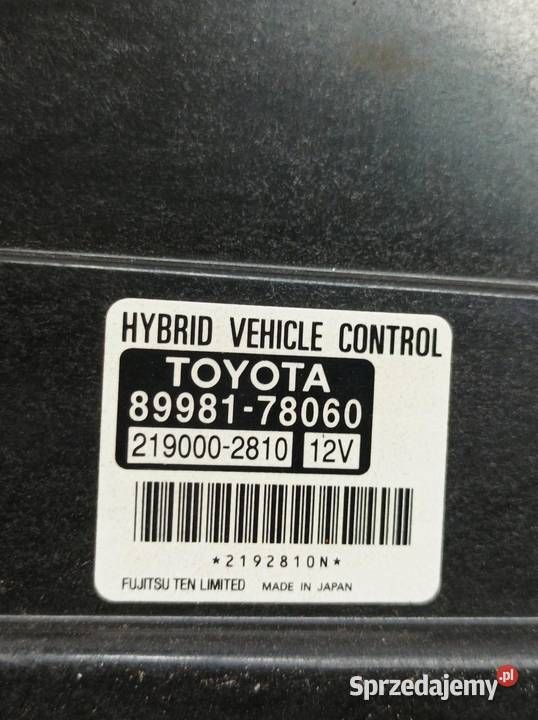 HYBRID VEHICLE CONTROL
TOYOTA
89981-78060
219000-2810 12V
*2192810N*
FUJITSU TEN LIMITED MADE IN JAPAN
Sprzedajemy.pl